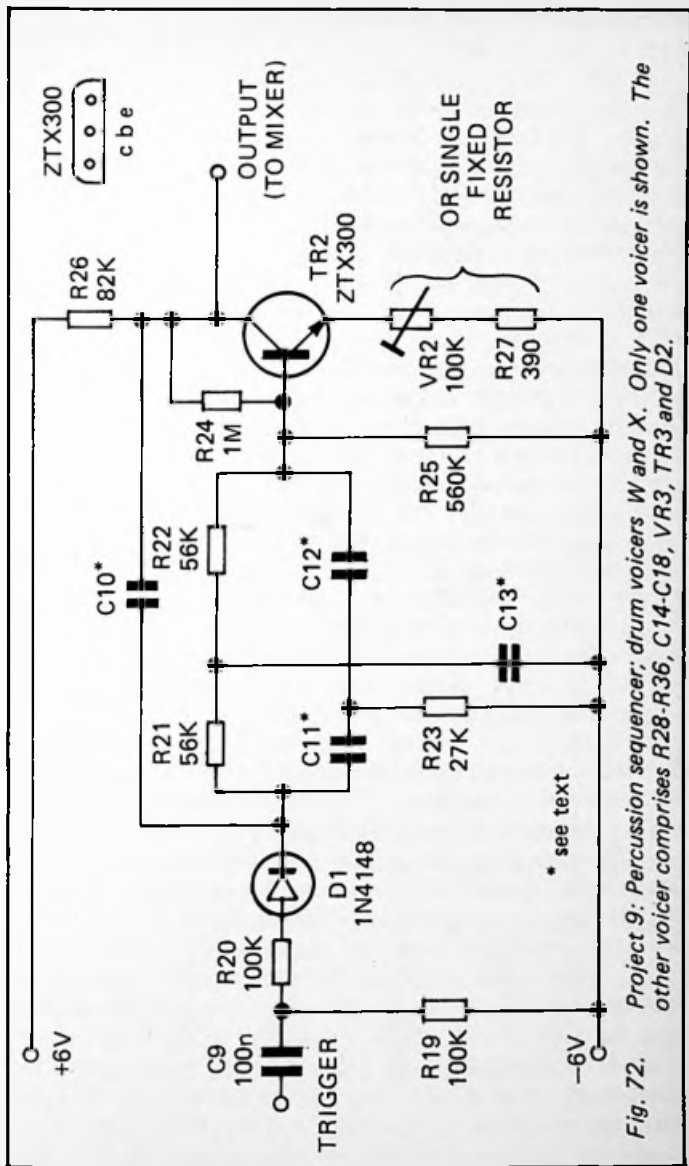 ZTX300
c b e
+6V
R26
82K
OUTPUT
(TO MIXER)
C10*
R24
1M
TR2
ZTX300
R21
56K
R22
56K
C11*
C12*
VR2
100K
OR SINGLE
FIXED
RESISTOR
R25
560K
R27
390
C9
100n
TRIGGER
R20
100K
D1
1N4148
R19
100K
R23
27K
C13*
* see text
—6V
Fig. 72. Project 9: Percussion sequencer; drum voicers W and X. Only one voicer is shown. The
other voicer comprises R28-R36, C14-C18, VR3, TR3 and D2.